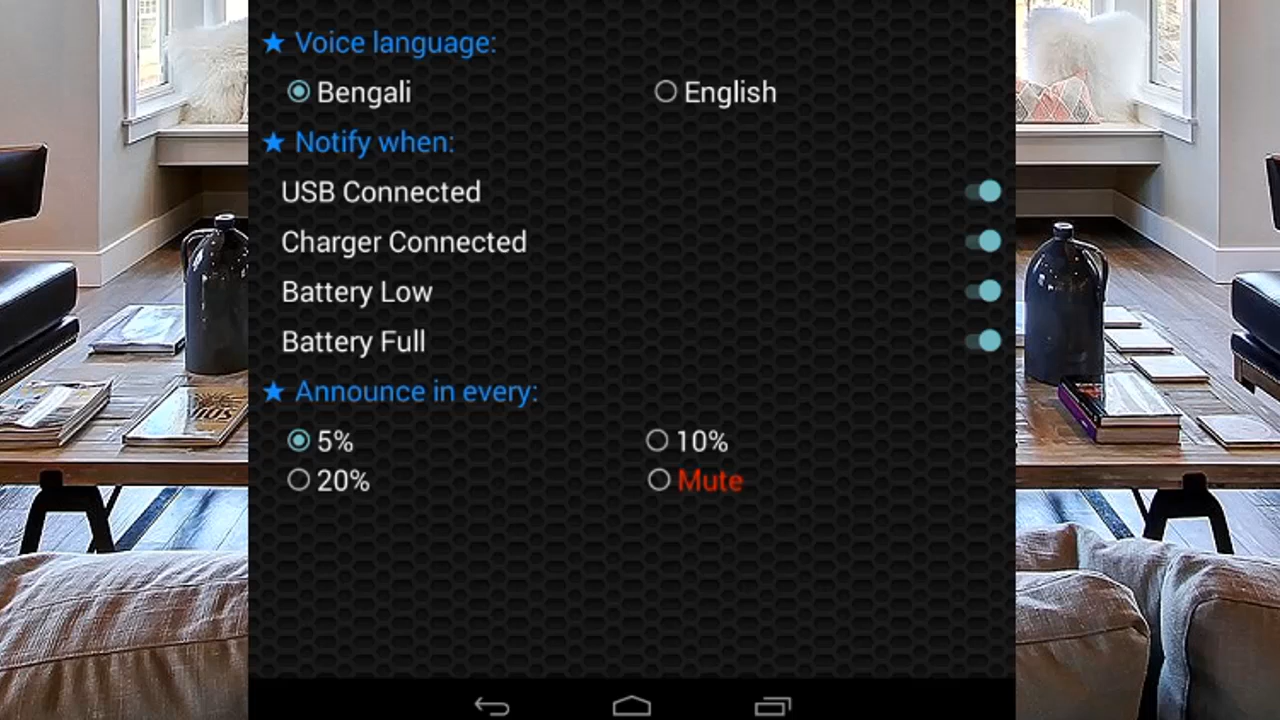 ★ Voice language:
Bengali English
★ Notify when:
USB Connected
Charger Connected
Battery Low
Battery Full
★ Announce in every:
5% 10%
20% Mute